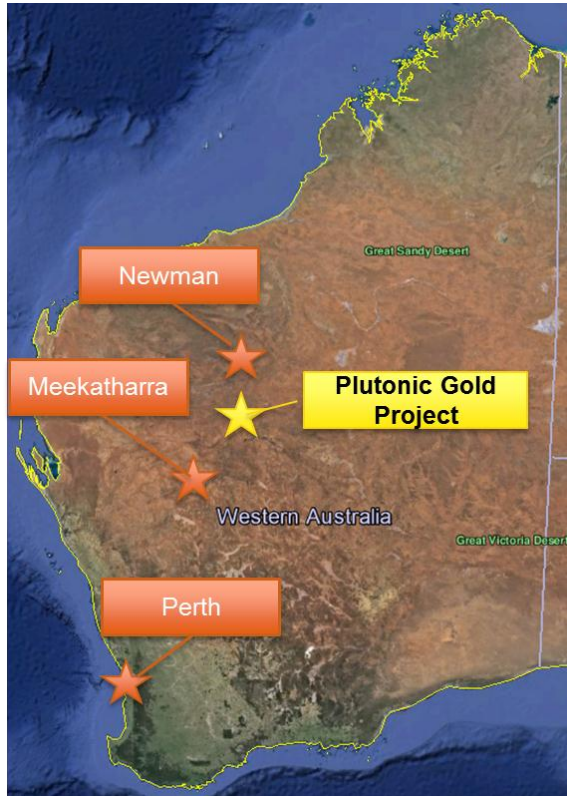 Great Sandy Desert
Newman
Meekatharra
Plutonic Gold
Project
Western Australia
Great Victoria Desert
Perth